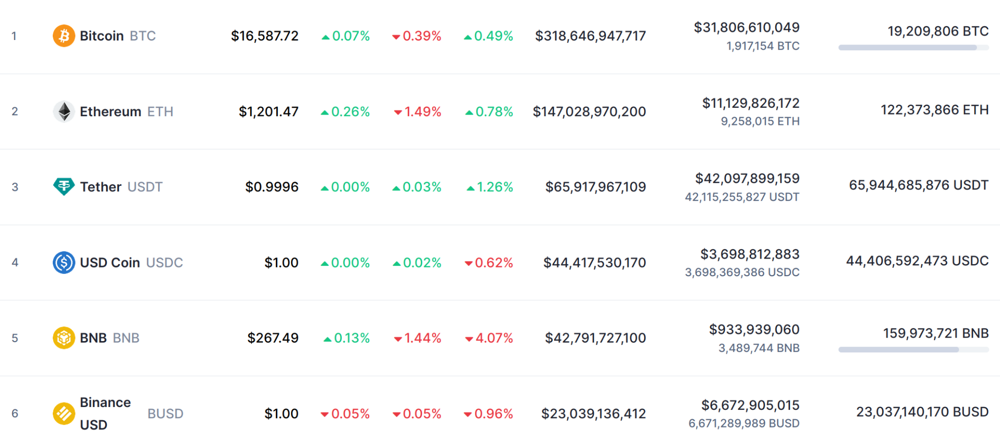 1 Bitcoin BTC $16,587.72 0.07% 0.39% 0.49% $318,646,947,717 $31,806,610,049 19,209,806 BTC
1,917,154 BTC
2 Ethereum ETH $1,201.47 0.26% 1.49% 0.78% $147,028,970,200 $11,129,826,172 122,373,866 ETH
9,258,015 ETH
3 Tether USDT $0.9996 0.00% 0.03% 1.26% $65,917,967,109 $42,097,899,159 65,944,685,876 USDT
42,115,255,827 USDT
4 USD Coin USDC $1.00 0.00% 0.02% 0.62% $44,417,530,170 $3,698,812,883 44,406,592,473 USDC
3,698,369,386 USDC
5 BNB BNB $267.49 0.13% 1.44% 4.07% $42,791,727,100 $933,939,060 159,973,721 BNB
3,489,744 BNB
6 Binance USD BUSD $1.00 0.05% 0.05% 0.96% $23,039,136,412 $6,672,905,015 23,037,140,170 BUSD
6,671,289,989 BUSD